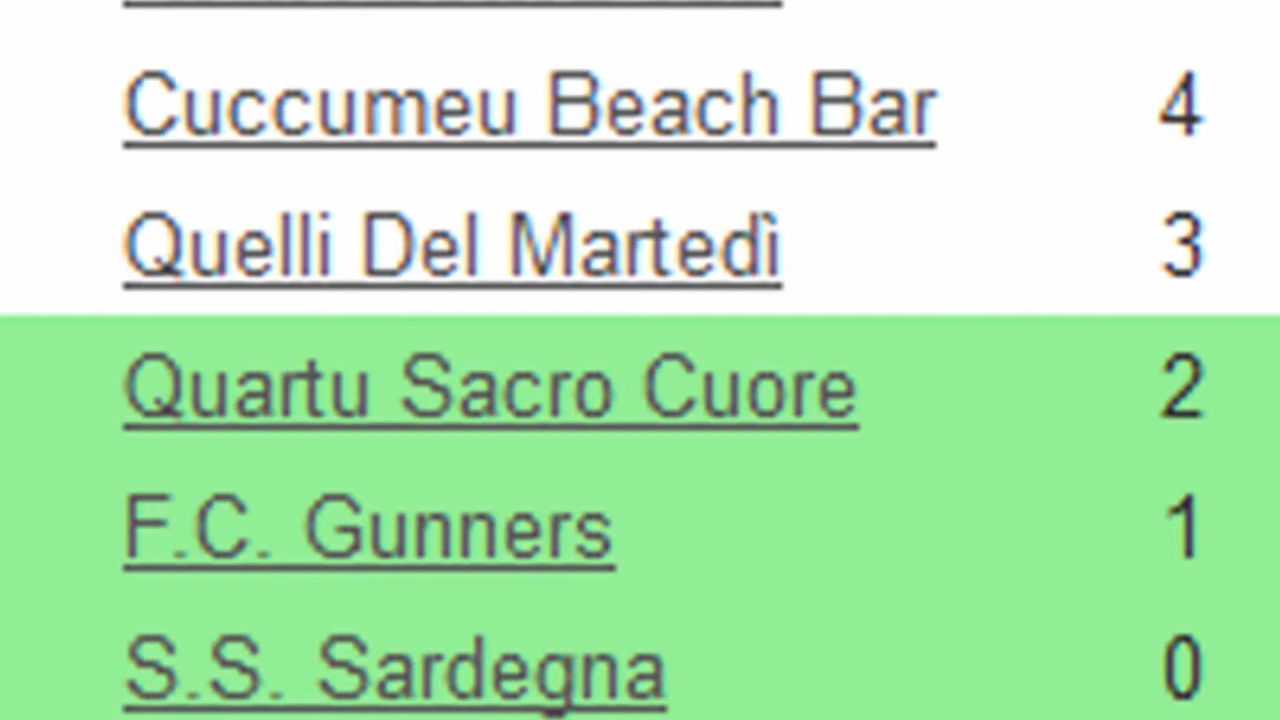 Cuccumeu Beach Bar 4
Quelli Del Martedì 3
Quartu Sacro Cuore 2
F.C. Gunners 1
S.S. Sardegna 0